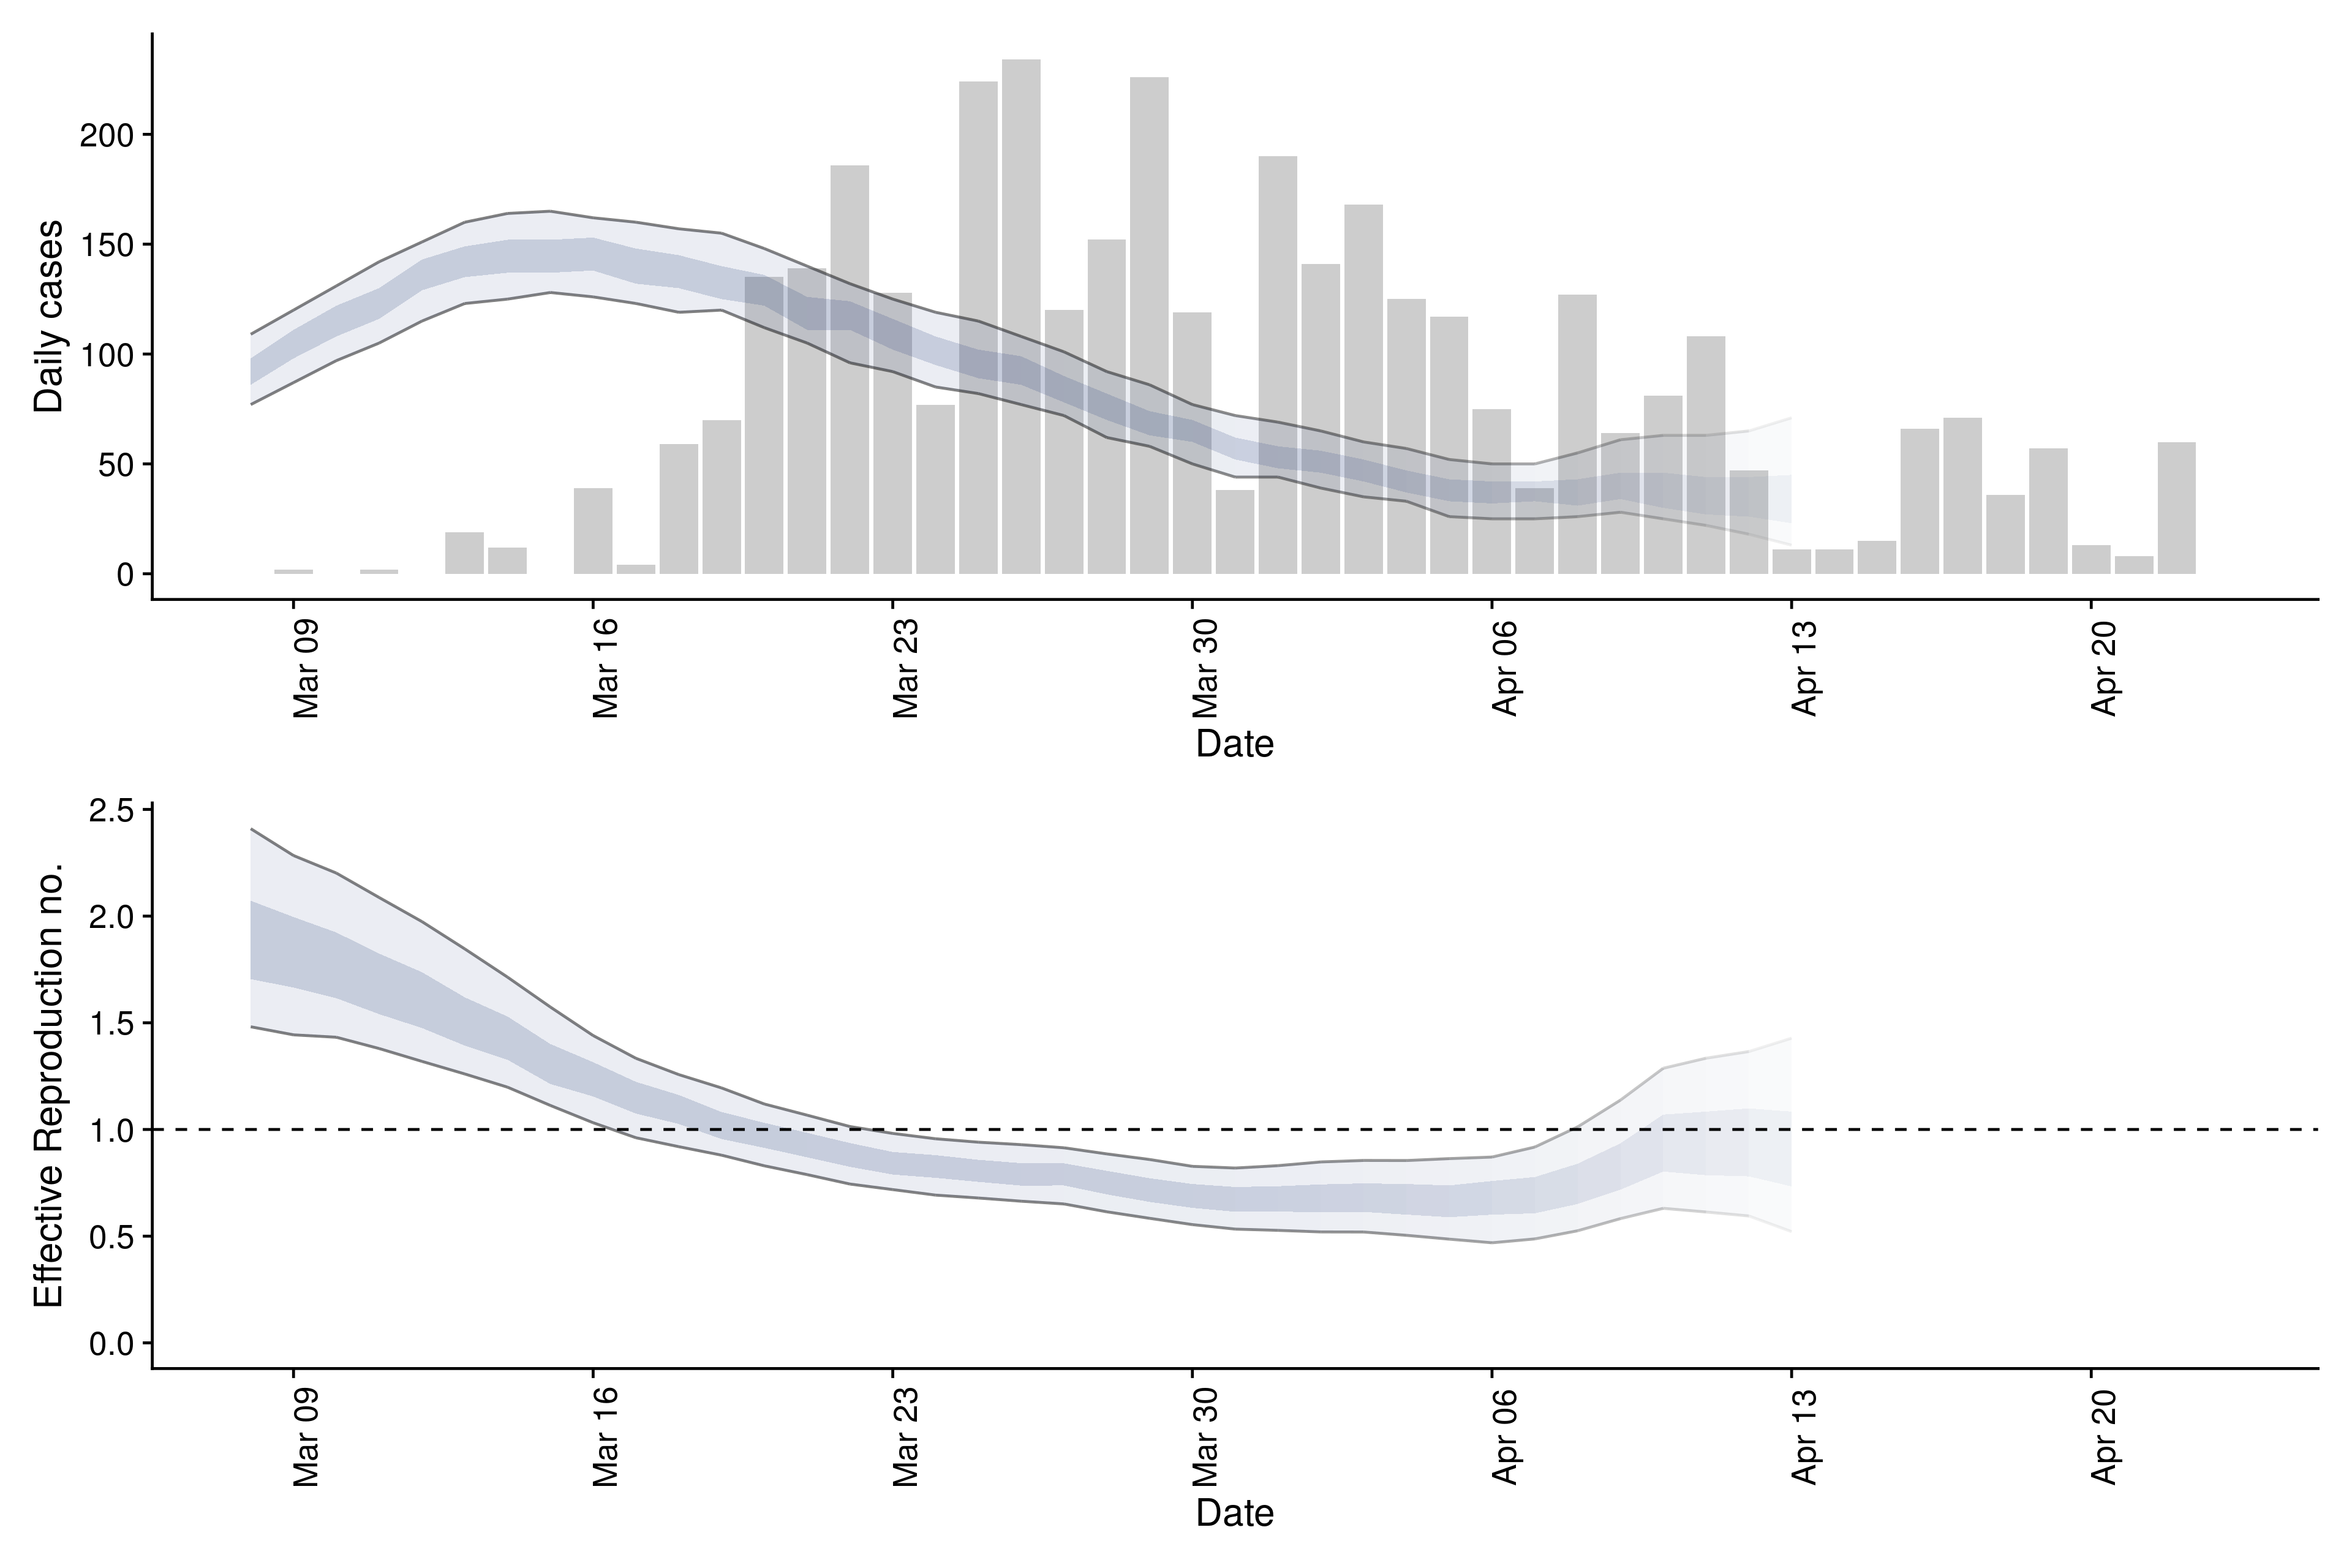 Daily cases
200
150
100
50
0
Mar 09
Mar 16
Mar 23
Mar 30
Apr 06
Apr 13
Apr 20
Date
Effective Reproduction no.
2.5
2.0
1.5
1.0
0.5
0.0
Mar 09
Mar 16
Mar 23
Mar 30
Apr 06
Apr 13
Apr 20
Date